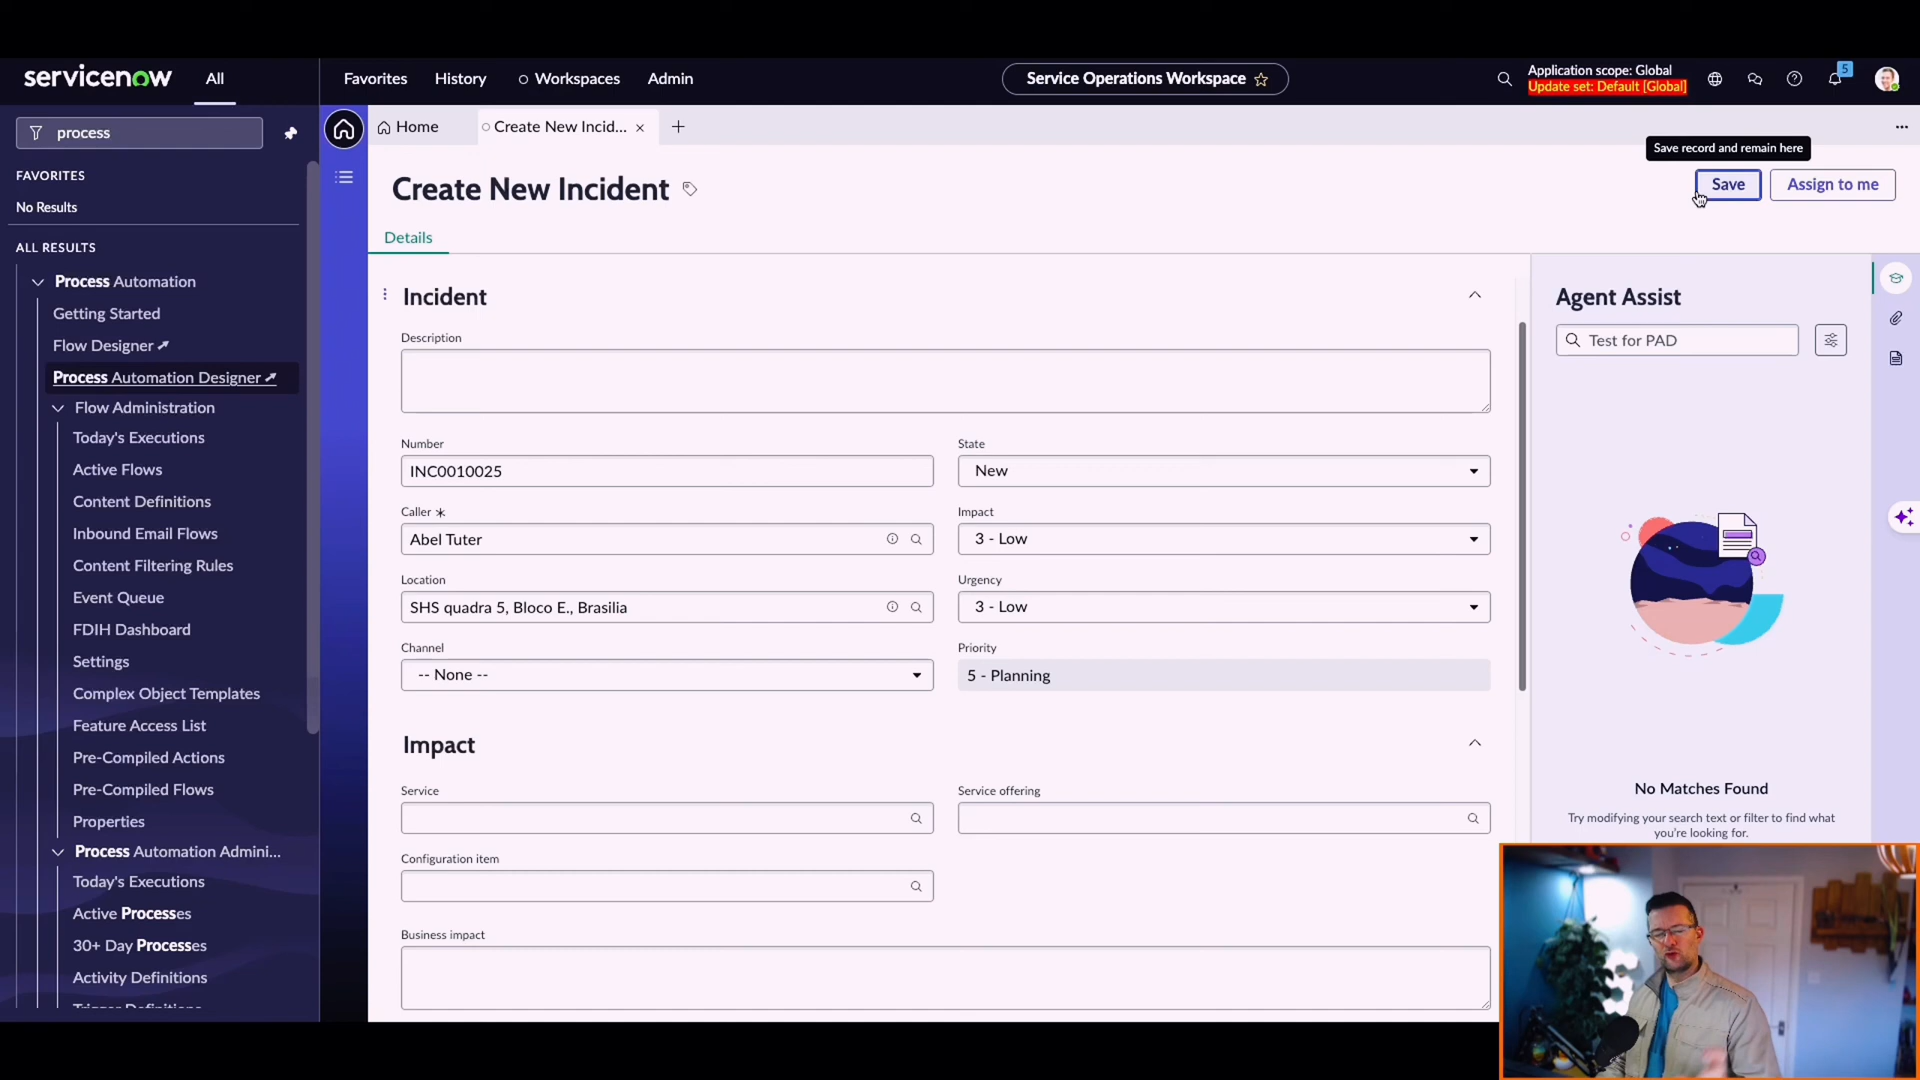 servicenow
All
Favorites
History
Workspaces
Admin
Service Operations Workspace
Application scope: Global
Update set: Default [Global]
5
process
FAVORITES
No Results
ALL RESULTS
Process Automation
Getting Started
Flow Designer
Process Automation Designer
Flow Administration
Today's Executions
Active Flows
Content Definitions
Inbound Email Flows
Content Filtering Rules
Event Queue
FDIH Dashboard
Settings
Complex Object Templates
Feature Access List
Pre-Compiled Actions
Pre-Compiled Flows
Properties
Process Automation Admini...
Today's Executions
Active Processes
30+ Day Processes
Activity Definitions
Trigger Definitions
Home
Create New Incid...
Save record and remain here
Create New Incident
Save
Assign to me
Details
Incident
Description
Number
INC0010025
State
New
Caller
Abel Tuter
Impact
3 - Low
Location
SHS quadra 5, Bloco E., Brasilia
Urgency
3 - Low
Channel
-- None --
Priority
5 - Planning
Impact
Service
Service offering
Configuration item
Business impact
Agent Assist
Test for PAD
No Matches Found
Try modifying your search text or filter to find what
you're looking for.